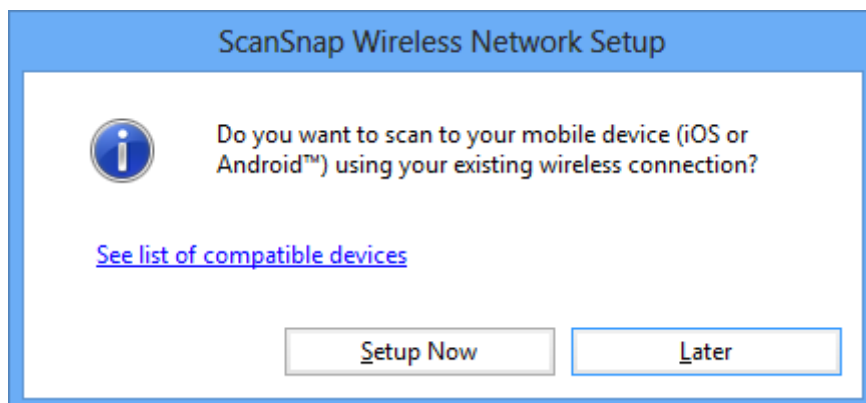 ScanSnap Wireless Network Setup
Do you want to scan to your mobile device (iOS or
Android™) using your existing wireless connection?
See list of compatible devices
Setup Now
Later